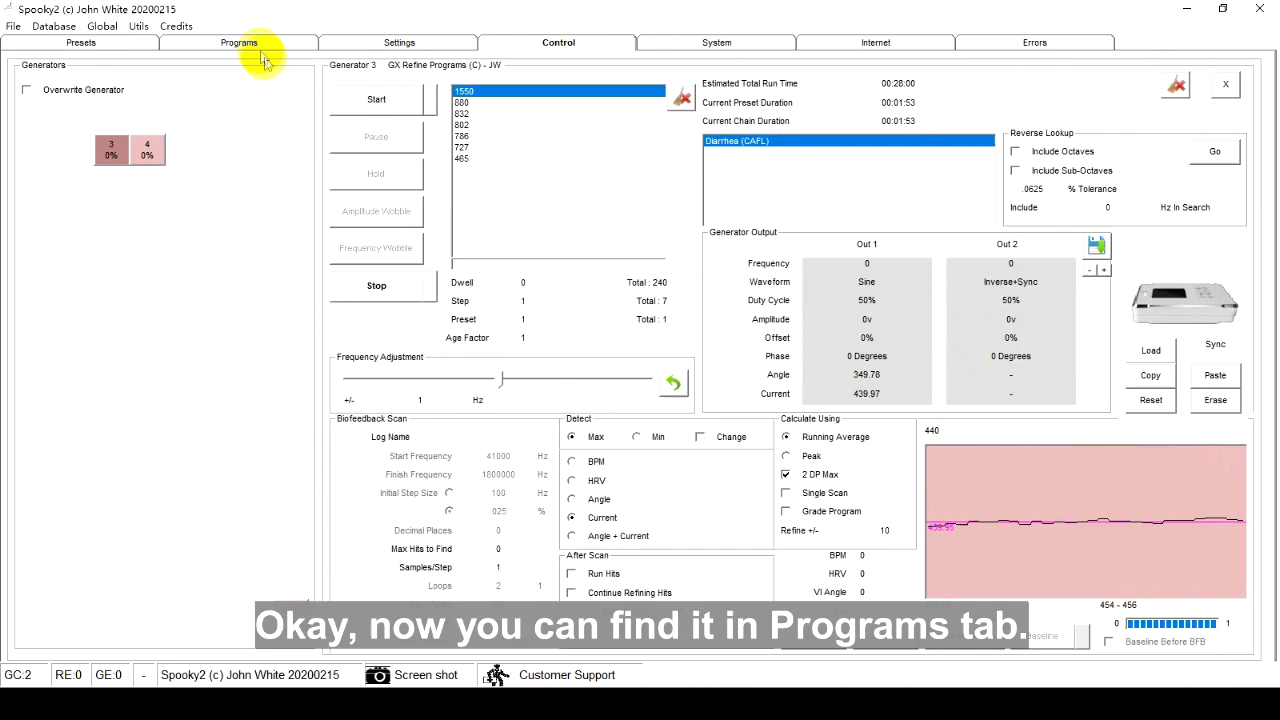 Spooky2 (c) John White 20200215
File Database Global Utils Credits
Presets Programs Settings Control System Internet Errors
Generators
Overwrite Generator
3
0%
4
0%
Generator 3 GX Refine Programs (C) - JW
Start
Pause
Hold
Amplitude Wobble
Frequency Wobble
Stop
1550
880
832
802
786
727
465
Dwell 0 Total : 240
Step 1 Total : 7
Preset 1 Total : 1
Age Factor 1
Estimated Total Run Time 00:28:00
Current Preset Duration 00:01:53
Current Chain Duration 00:01:53
X
Diarrhea (CAFL)
Reverse Lookup
Include Octaves
Go
Include Sub-Octaves
.0625 % Tolerance
Include 0 Hz In Search
Generator Output
Out 1 Out 2
Frequency 0 0
Waveform Sine Inverse+Sync
Duty Cycle 50% 50%
Amplitude 0v 0v
Offset 0% 0%
Phase 0 Degrees 0 Degrees
Angle 349.78 -
Current 439.97 -
- +
Sync
Load
Copy Paste
Reset Erase
Frequency Adjustment
+/- 1 Hz
Biofeedback Scan
Log Name
Start Frequency 41000 Hz
Finish Frequency 1800000 Hz
Initial Step Size 100 Hz
.025 %
Decimal Places 0
Max Hits to Find 0
Samples/Step 1
Loops 2 1
Detect
Max Min Change
BPM
HRV
Angle
Current
Angle + Current
After Scan
Run Hits
Continue Refining Hits
Calculate Using
Running Average
Peak
2 DP Max
Single Scan
Grade Program
Refine +/- 10
BPM 0
HRV 0
VI Angle 0
440
454 - 456
0 1
Baseline
Baseline Before BFB
Okay, now you can find it in Programs tab.
GC:2 RE:0 GE:0 - Spooky2 (c) John White 20200215 Screen shot Customer Support